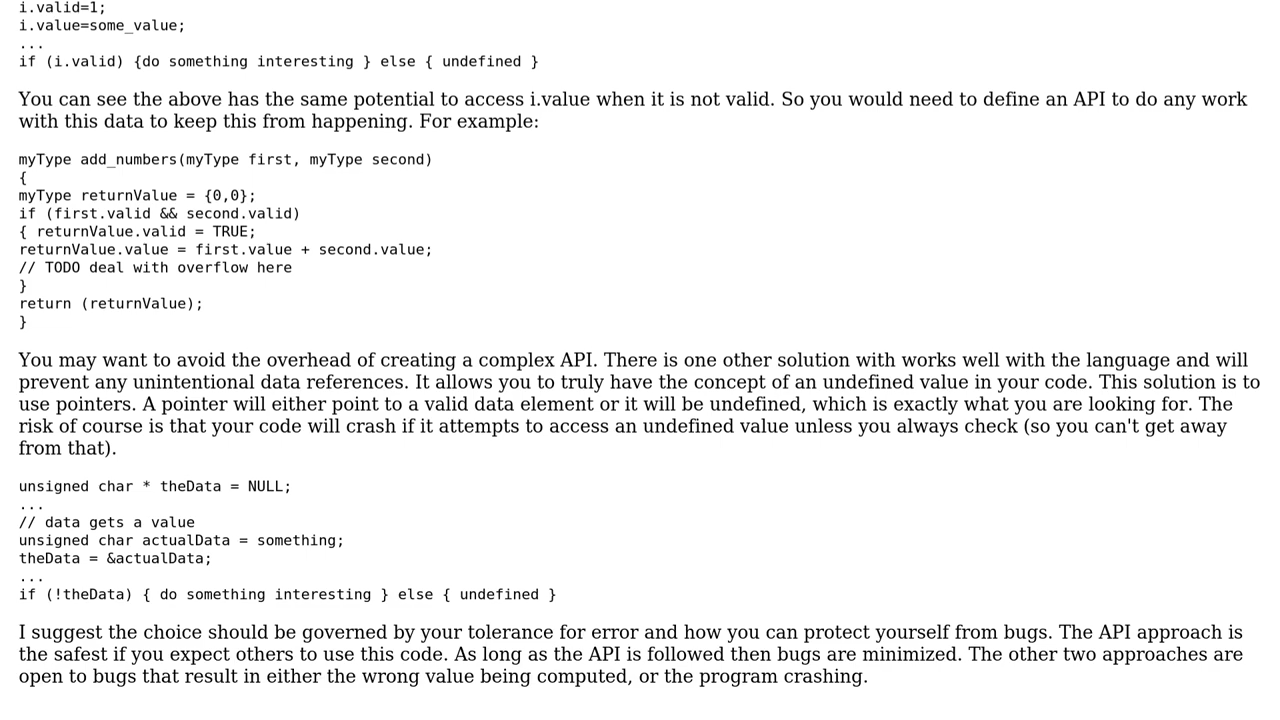 i.valid=1;
i.value=some_value;
...
if (i.valid) {do something interesting } else { undefined }
You can see the above has the same potential to access i.value when it is not valid. So you would need to define an API to do any work
with this data to keep this from happening. For example:
myType add_numbers(myType first, myType second)
{
myType returnValue = {0,0};
if (first.valid && second.valid)
{ returnValue.valid = TRUE;
returnValue.value = first.value + second.value;
// TODO deal with overflow here
}
return (returnValue);
}
You may want to avoid the overhead of creating a complex API. There is one other solution with works well with the language and will
prevent any unintentional data references. It allows you to truly have the concept of an undefined value in your code. This solution is to
use pointers. A pointer will either point to a valid data element or it will be undefined, which is exactly what you are looking for. The
risk of course is that your code will crash if it attempts to access an undefined value unless you always check (so you can't get away
from that).
unsigned char * theData = NULL;
...
// data gets a value
unsigned char actualData = something;
theData = &actualData;
...
if (!theData) { do something interesting } else { undefined }
I suggest the choice should be governed by your tolerance for error and how you can protect yourself from bugs. The API approach is
the safest if you expect others to use this code. As long as the API is followed then bugs are minimized. The other two approaches are
open to bugs that result in either the wrong value being computed, or the program crashing.